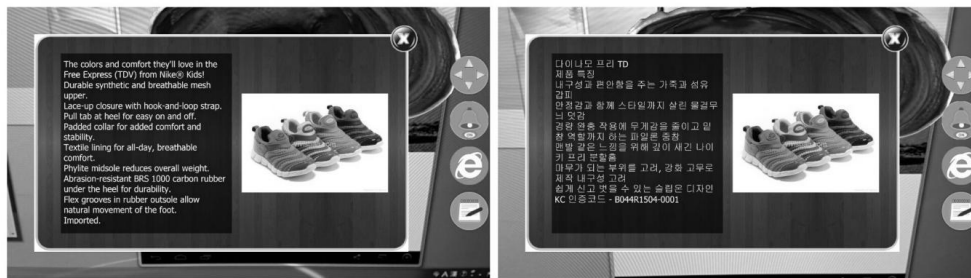 The colors and comfort they'll love in the
Free Express (TDV) from Nike® Kids!
Durable synthetic and breathable mesh
upper.
Lace-up closure with hook-and-loop strap.
Pull tab at heel for easy on and off.
Padded collar for added comfort and
stability.
Textile lining for all-day, breathable
comfort.
Phylite midsole reduces overall weight.
Abrasion-resistant BRS 1000 carbon rubber
under the heel for durability.
Flex grooves in rubber outsole allow
natural movement of the foot.
Imported.
다이나모 프리 TD
제품 특징
내구성과 편안함을 주는 가죽과 섬유
갑피
안정감과 함께 스타일까지 살린 물결무
늬 덧감
경량 완충 작용에 무게감을 줄이고 밑
창 역할까지 하는 파일론 중창
맨발 같은 느낌을 위해 깊이 새긴 나이
키 프리 분할홈
마무가 되는 부위를 고려, 강화 고무로
제작 내구성 고려
쉽게 신고 벗을 수 있는 슬립온 디자인
KC 인증코드 - B044R1504-0001